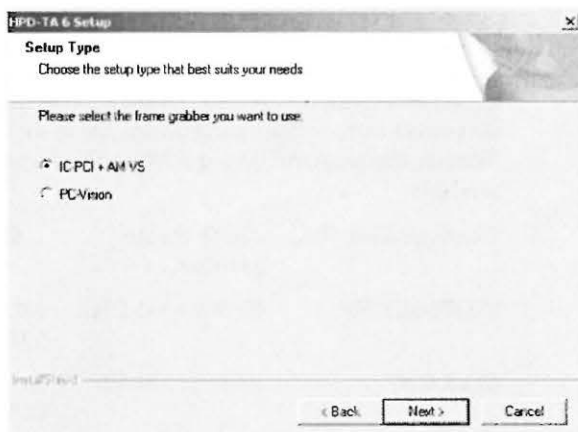 HPD-TA 6 Setup
Setup Type
Choose the setup type that best suits your needs
Please select the frame grabber you want to use.
IC-PCI + AM-VS
PC-Vision
InstallShield
< Back
Next >
Cancel